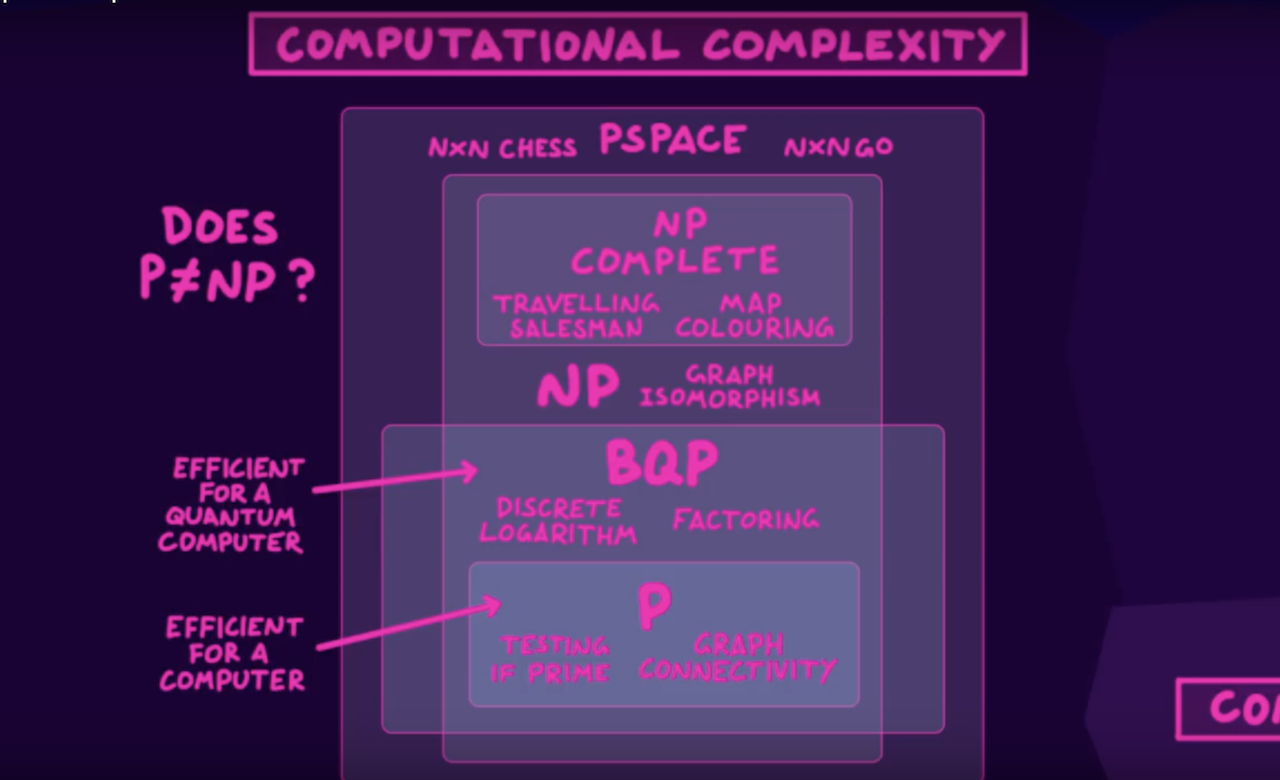 COMPUTATIONAL COMPLEXITY
N×N CHESS PSPACE N×N GO
DOES
P≠NP?
NP
COMPLETE
TRAVELLING
SALESMAN
MAP
COLOURING
NP
GRAPH
ISOMORPHISM
EFFICIENT
FOR A
QUANTUM
COMPUTER
BQP
DISCRETE
LOGARITHM
FACTORING
EFFICIENT
FOR A
COMPUTER
P
TESTING
IF PRIME
GRAPH
CONNECTIVITY